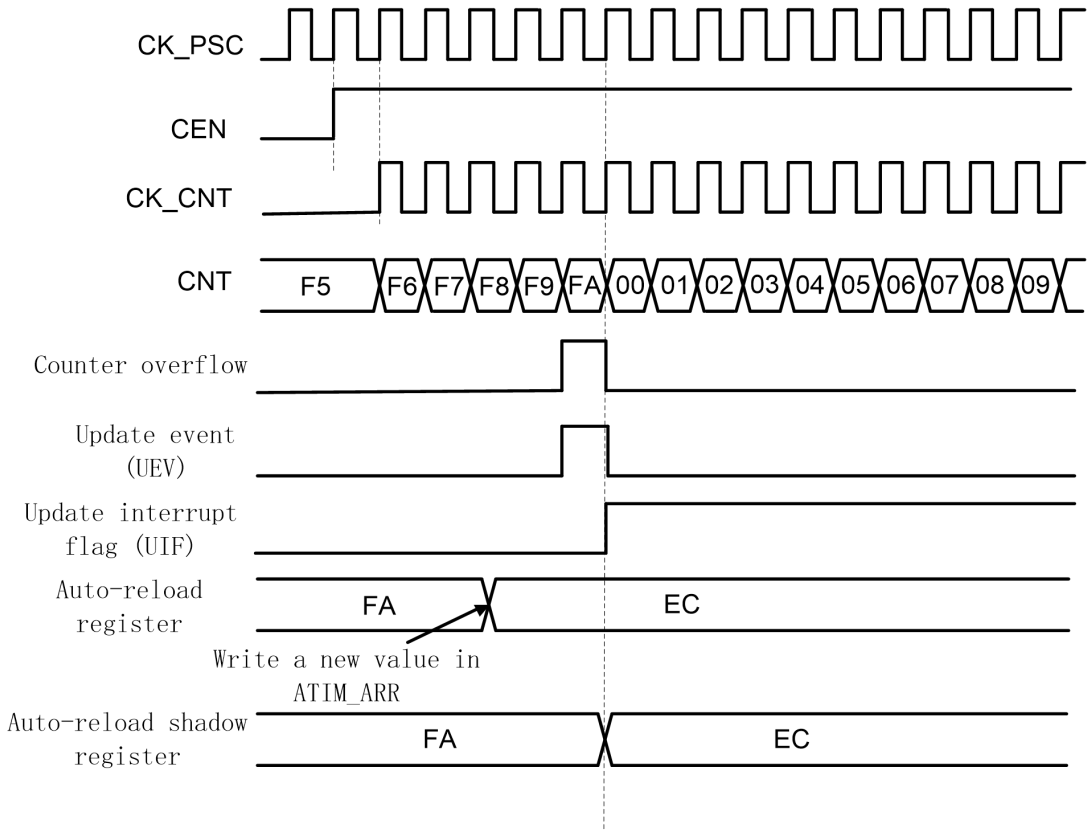 CK_PSC
CEN
CK_CNT
CNT
F5 F6 F7 F8 F9 FA 00 01 02 03 04 05 06 07 08 09
Counter overflow
Update event
(UEV)
Update interrupt
flag (UIF)
Auto-reload
register
FA EC
Write a new value in
ATIM_ARR
Auto-reload shadow
register
FA EC